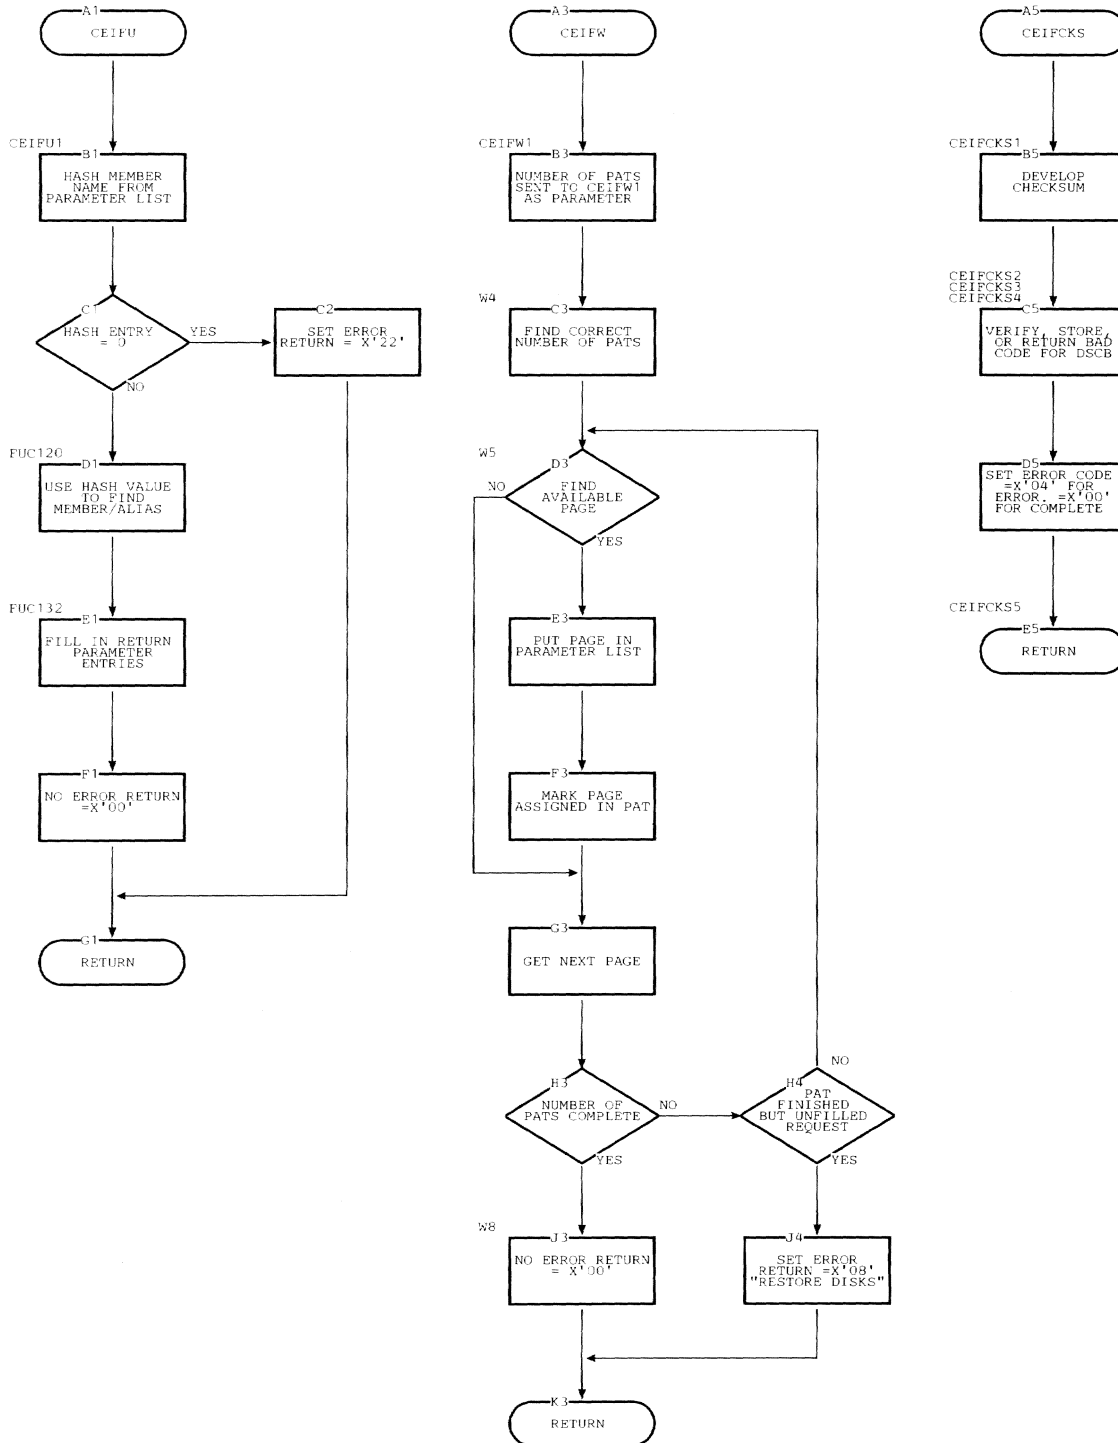 A1
CEIFU
CEIFU1
B1
HASH MEMBER
NAME FROM
PARAMETER LIST
C1
HASH ENTRY
= 0
YES
NO
C2
SET ERROR
RETURN = X'22'
FUC120
D1
USE HASH VALUE
TO FIND
MEMBER/ALIAS
FUC132
E1
FILL IN RETURN
PARAMETER
ENTRIES
F1
NO ERROR RETURN
=X'00'
G1
RETURN
A3
CEIFW
CEIFW1
B3
NUMBER OF PATS
SENT TO CEIFW1
AS PARAMETER
W4
C3
FIND CORRECT
NUMBER OF PATS
W5
D3
FIND
AVAILABLE
PAGE
NO
YES
E3
PUT PAGE IN
PARAMETER LIST
F3
MARK PAGE
ASSIGNED IN PAT
G3
GET NEXT PAGE
H3
NUMBER OF
PATS COMPLETE
NO
YES
H4
PAT
FINISHED
BUT UNFILLED
REQUEST
NO
YES
W8
J3
NO ERROR RETURN
= X'00'
J4
SET ERROR
RETURN =X'08'
"RESTORE DISKS"
K3
RETURN
A5
CEIFCKS
CEIFCKS1
B5
DEVELOP
CHECKSUM
CEIFCKS2
CEIFCKS3
CEIFCKS4
C5
VERIFY, STORE,
OR RETURN BAD
CODE FOR DSCB
D5
SET ERROR CODE
=X'04' FOR
ERROR. =X'00'
FOR COMPLETE
CEIFCKS5
E5
RETURN